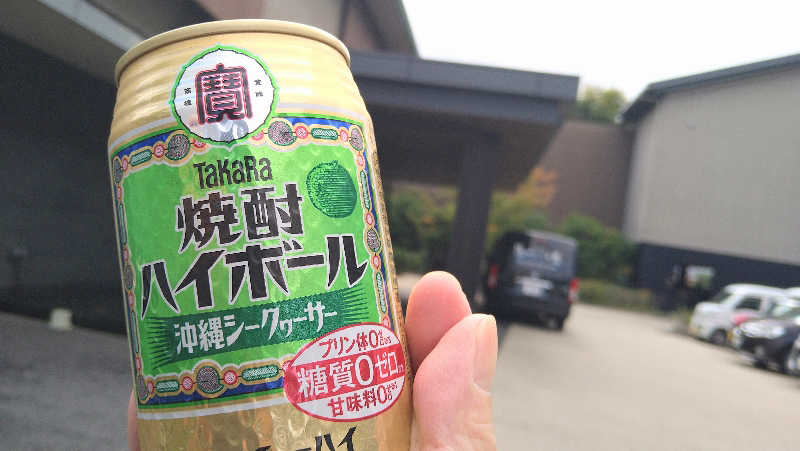 寶
TaKaRa
焼酎
ハイボール
沖縄シークヮーサー
プリン体0
糖質0ゼロ
甘味料0